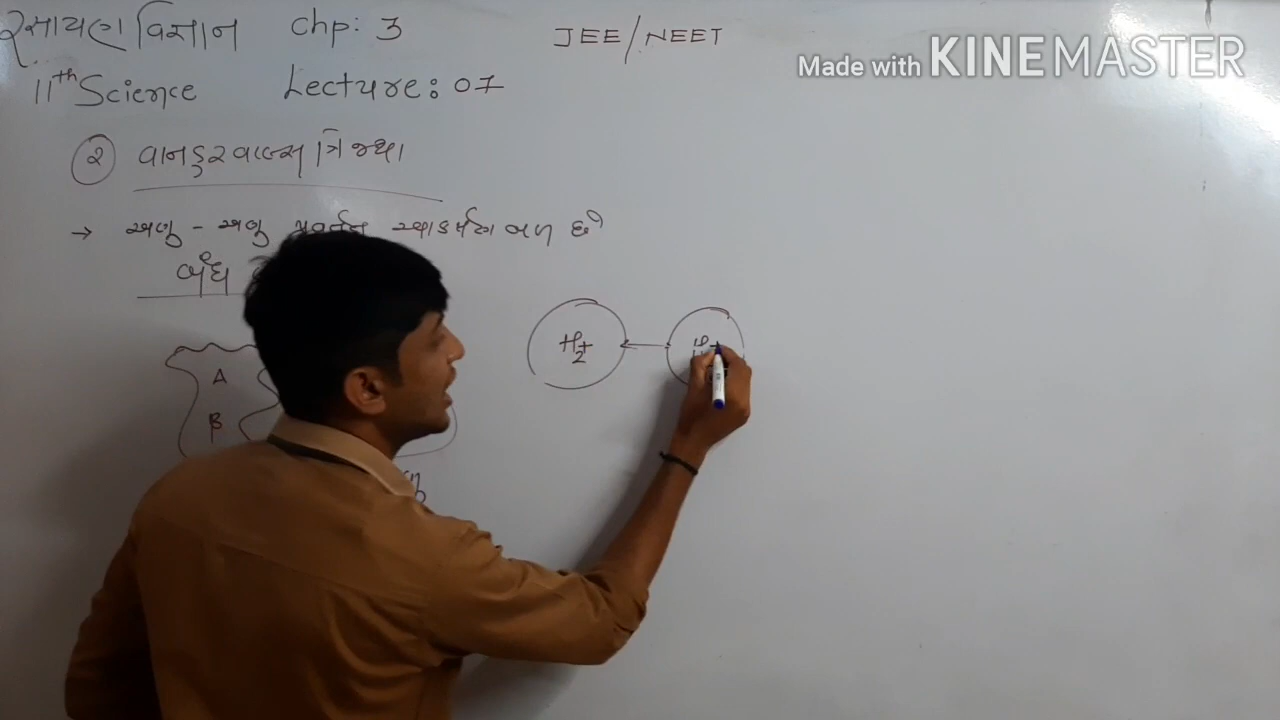 રસાયણ વિજ્ઞાન Chp: 3
JEE/NEET
Made with KINEMASTER
11th Science Lecture: 07
૨ વાનડરવાલ્સ ત્રિજ્યા
→ અણુ - અણુ આકર્ષણ બળ છે
બંધ
A
B
H2